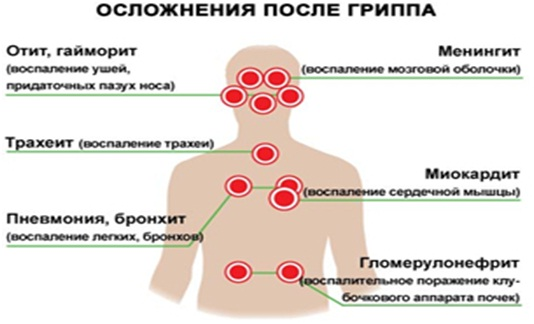 ОСЛОЖНЕНИЯ ПОСЛЕ ГРИППА
Отит, гайморит
(воспаление ушей,
придаточных пазух носа)
Менингит
(воспаление мозговой оболочки)
Трахеит (воспаление трахеи)
Миокардит
(воспаление сердечной мышцы)
Пневмония, бронхит
(воспаление легких, бронхов)
Гломерулонефрит
(воспалительное поражение клу-
бочкового аппарата почек)